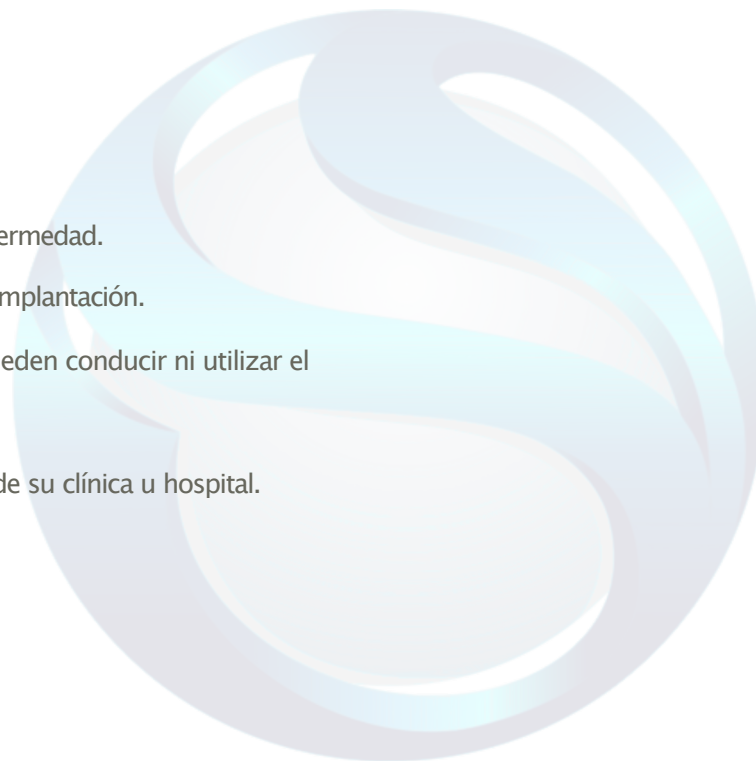 ermedad.
mplantación.
eden conducir ni utilizar el
de su clínica u hospital.